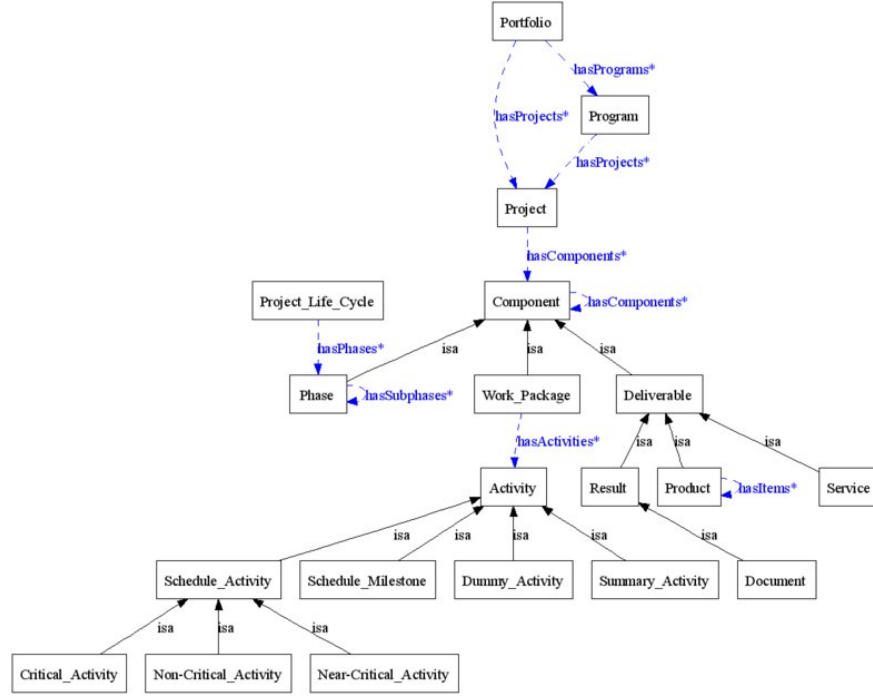 Portfolio
hasPrograms*
hasProjects*
Program
hasProjects*
Project
hasComponents*
Project_Life_Cycle
Component
hasComponents*
hasPhases*
isa
isa
isa
Phase
hasSubphases*
Work_Package
Deliverable
hasActivities*
isa
isa
isa
Activity
Result
Product
hasItems*
Service
isa
isa
isa
isa
isa
Schedule_Activity
Schedule_Milestone
Dummy_Activity
Summary_Activity
Document
isa
isa
isa
Critical_Activity
Non-Critical_Activity
Near-Critical_Activity